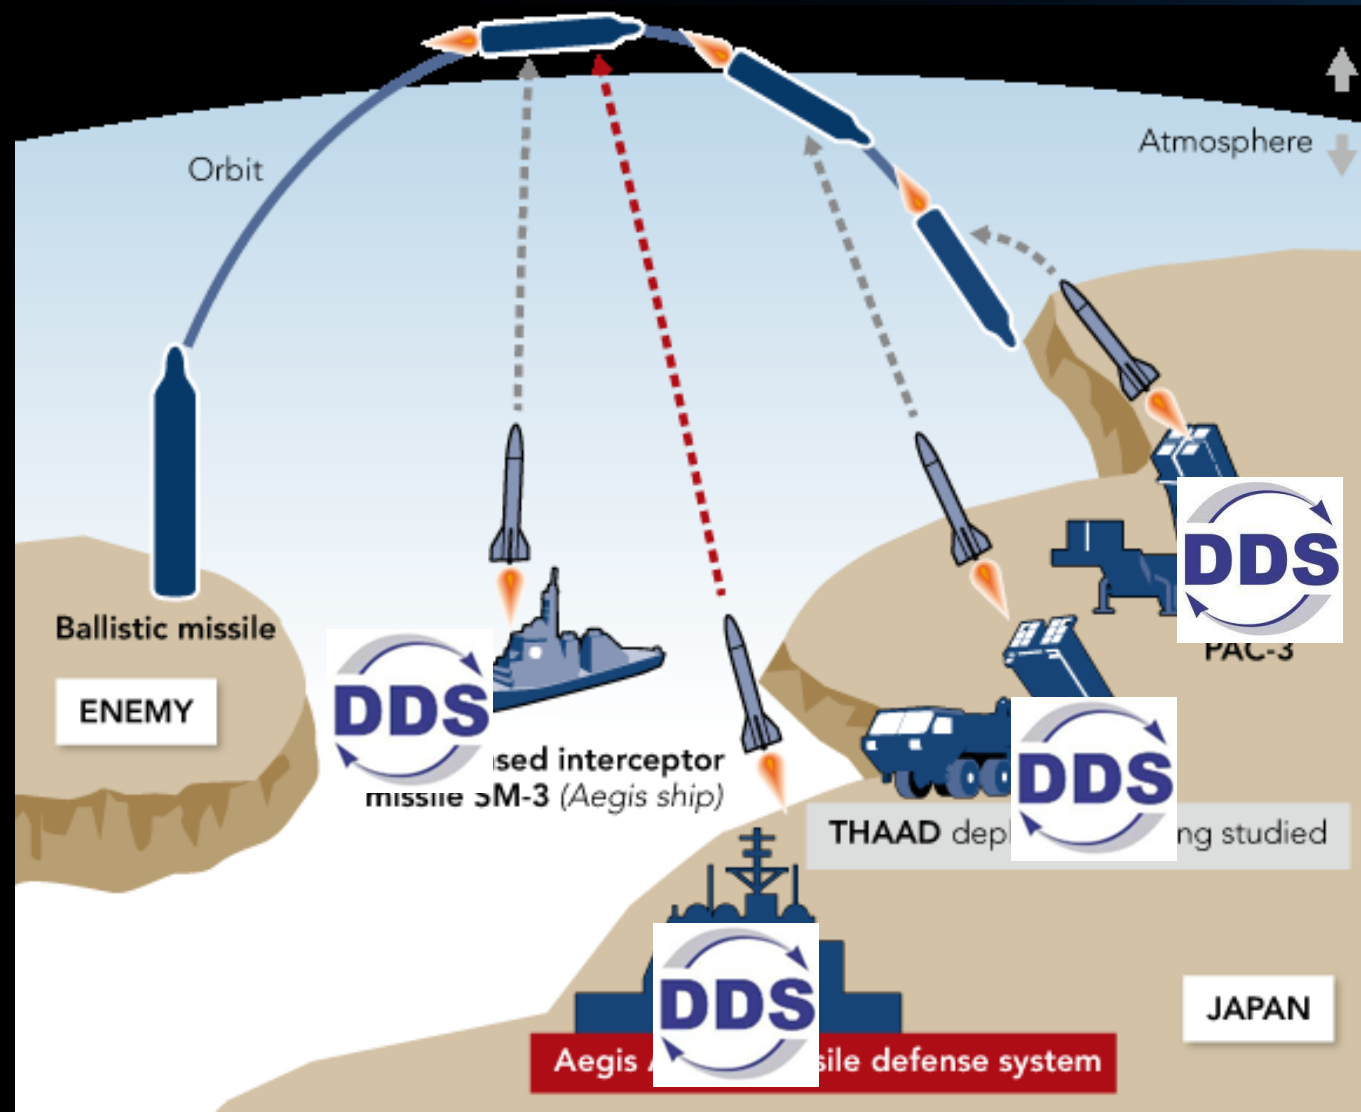 Orbit
Atmosphere
Ballistic missile
ENEMY
DDS
sed interceptor
missile SM-3 (Aegis ship)
DDS
PAC-3
DDS
THAAD depl ng studied
DDS
Aegis A sile defense system
JAPAN